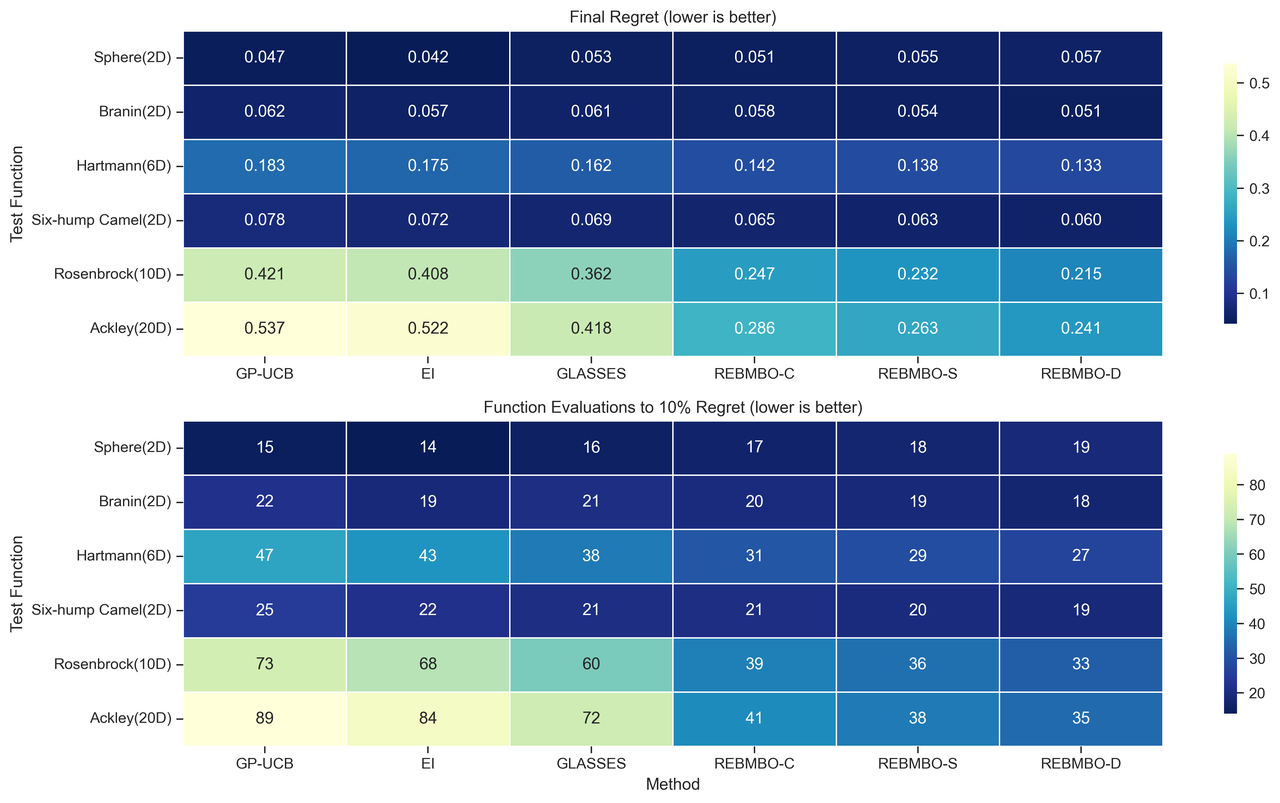 Final Regret (lower is better)
Test Function
Sphere(2D) 0.047 0.042 0.053 0.051 0.055 0.057
Branin(2D) 0.062 0.057 0.061 0.058 0.054 0.051
Hartmann(6D) 0.183 0.175 0.162 0.142 0.138 0.133
Six-hump Camel(2D) 0.078 0.072 0.069 0.065 0.063 0.060
Rosenbrock(10D) 0.421 0.408 0.362 0.247 0.232 0.215
Ackley(20D) 0.537 0.522 0.418 0.286 0.263 0.241
GP-UCB EI GLASSES REBMBO-C REBMBO-S REBMBO-D
0.5
0.4
0.3
0.2
0.1
Function Evaluations to 10% Regret (lower is better)
Test Function
Sphere(2D) 15 14 16 17 18 19
Branin(2D) 22 19 21 20 19 18
Hartmann(6D) 47 43 38 31 29 27
Six-hump Camel(2D) 25 22 21 21 20 19
Rosenbrock(10D) 73 68 60 39 36 33
Ackley(20D) 89 84 72 41 38 35
GP-UCB EI GLASSES REBMBO-C REBMBO-S REBMBO-D
Method
80
70
60
50
40
30
20